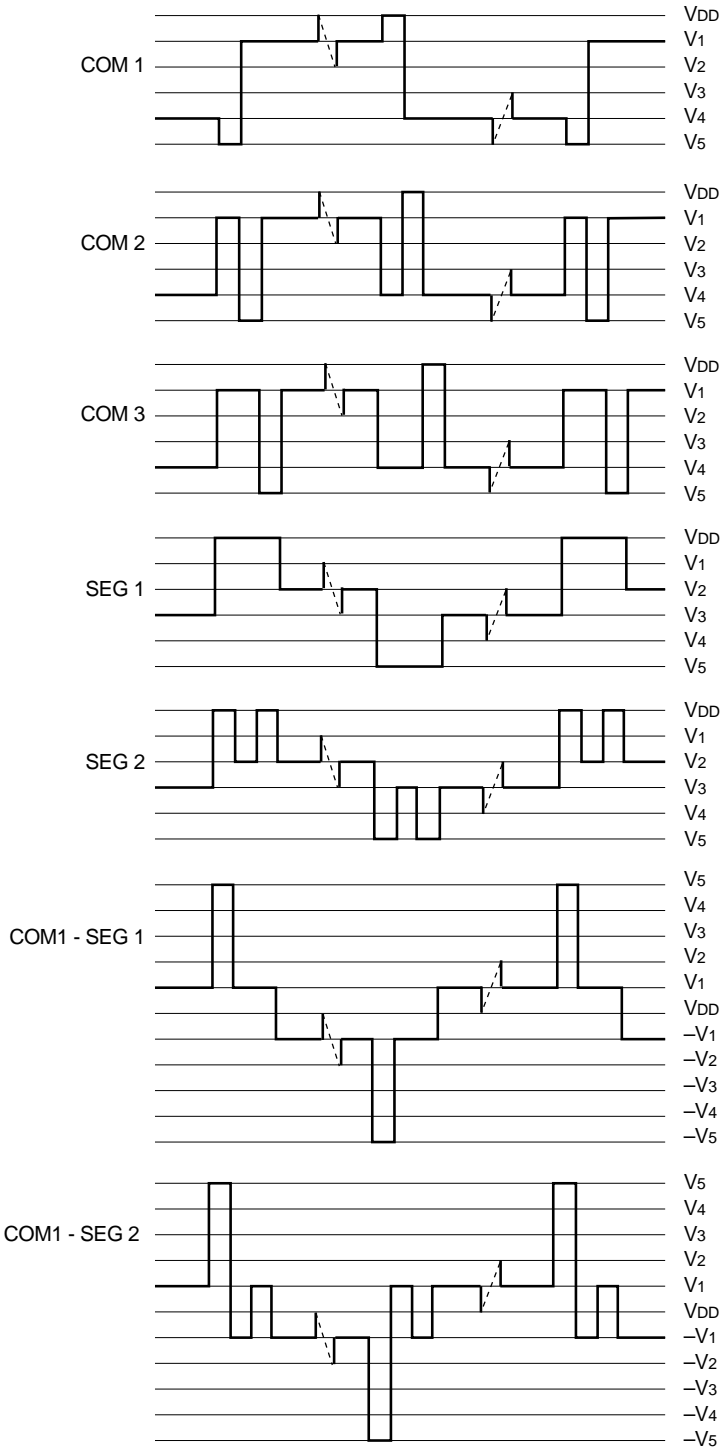 VDD
V1
COM 1 V2
V3
V4
V5
VDD
V1
COM 2 V2
V3
V4
V5
VDD
V1
COM 3 V2
V3
V4
V5
VDD
V1
SEG 1 V2
V3
V4
V5
VDD
V1
SEG 2 V2
V3
V4
V5
V5
V4
COM1 - SEG 1 V3
V2
V1
VDD
–V1
–V2
–V3
–V4
–V5
V5
V4
COM1 - SEG 2 V3
V2
V1
VDD
–V1
–V2
–V3
–V4
–V5